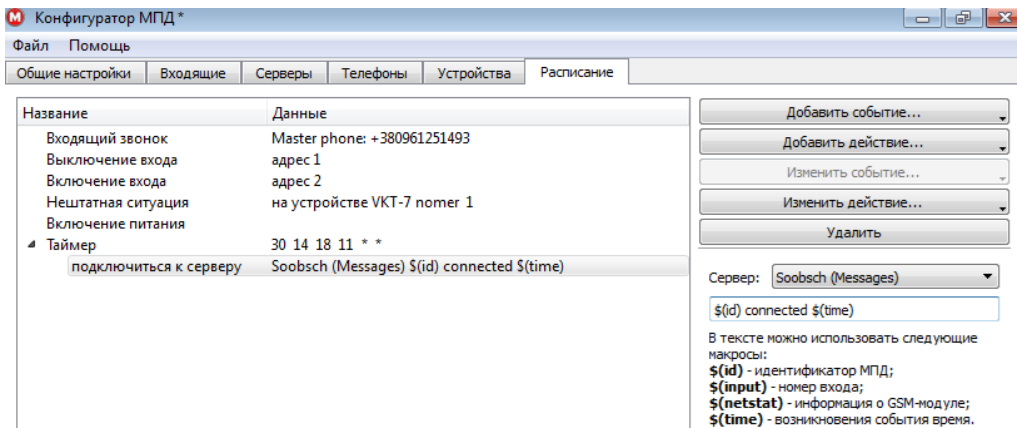 Конфигуратор МПД *
Файл Помощь
Общие настройки Входящие Серверы Телефоны Устройства Расписание
Название Данные
Входящий звонок Master phone: +380961251493
Выключение входа адрес 1
Включение входа адрес 2
Нештатная ситуация на устройстве VKT-7 nomer 1
Включение питания
Таймер 30 14 18 11 * *
подключиться к серверу Soobsch (Messages) $(id) connected $(time)
Добавить событие...
Добавить действие...
Изменить событие...
Изменить действие...
Удалить
Сервер: Soobsch (Messages)
$(id) connected $(time)
В тексте можно использовать следующие
макросы:
$(id) - идентификатор МПД;
$(input) - номер входа;
$(netstat) - информация о GSM-модуле;
$(time) - возникновения события время.